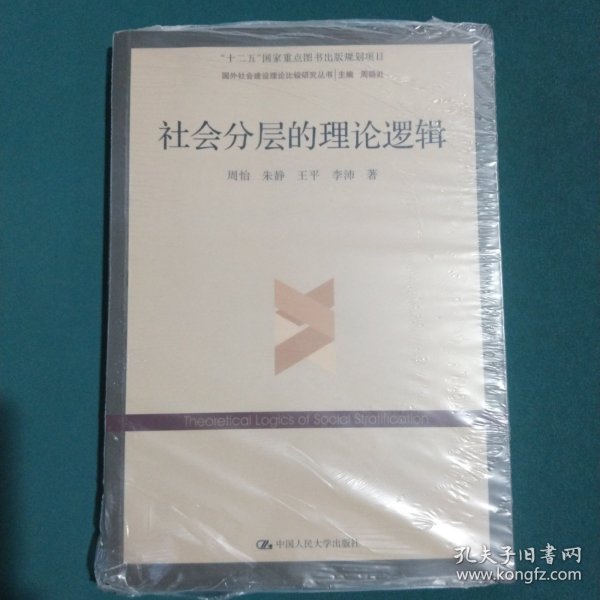 “十二五”国家重点图书出版规划项目
国外社会建设理论比较研究丛书｜主编 周晓虹
社会分层的理论逻辑
周怡 朱静 王平 李沛 著
Theoretical Logics of Social Stratification
中国人民大学出版社
孔夫子旧书网
www.kongfz.com